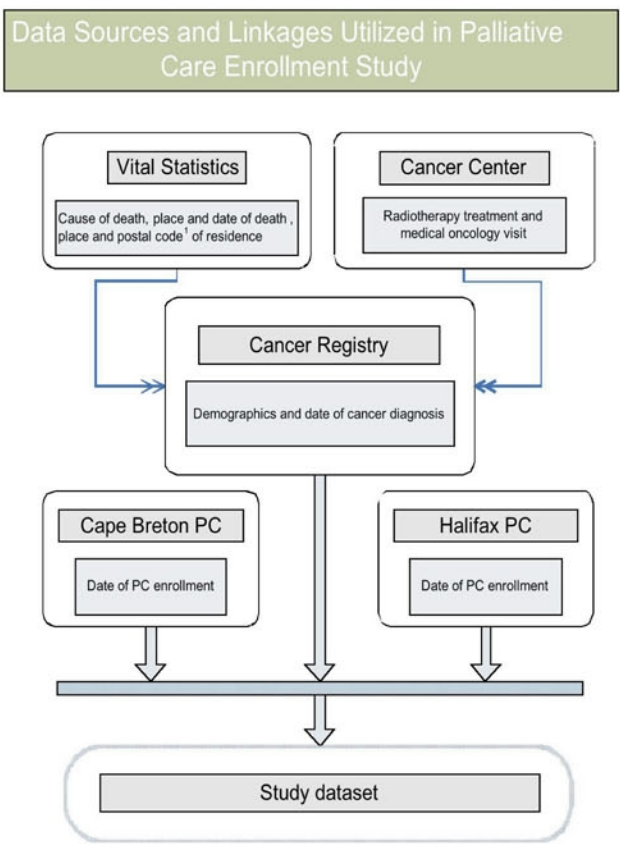 Data Sources and Linkages Utilized in Palliative
Care Enrollment Study
Vital Statistics
Cause of death, place and date of death ,
place and postal code¹ of residence
Cancer Center
Radiotherapy treatment and
medical oncology visit
Cancer Registry
Demographics and date of cancer diagnosis
Cape Breton PC
Date of PC enrollment
Halifax PC
Date of PC enrollment
Study dataset